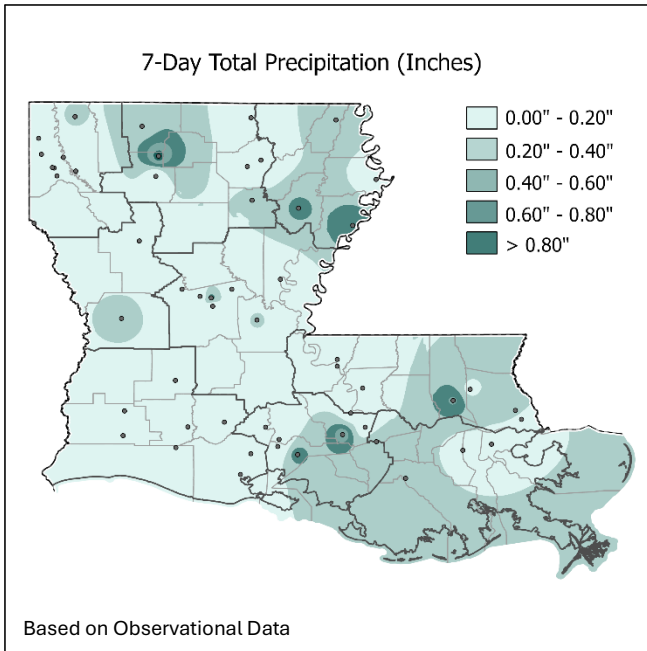 7-Day Total Precipitation (Inches)
0.00" - 0.20"
0.20" - 0.40"
0.40" - 0.60"
0.60" - 0.80"
> 0.80"
Based on Observational Data